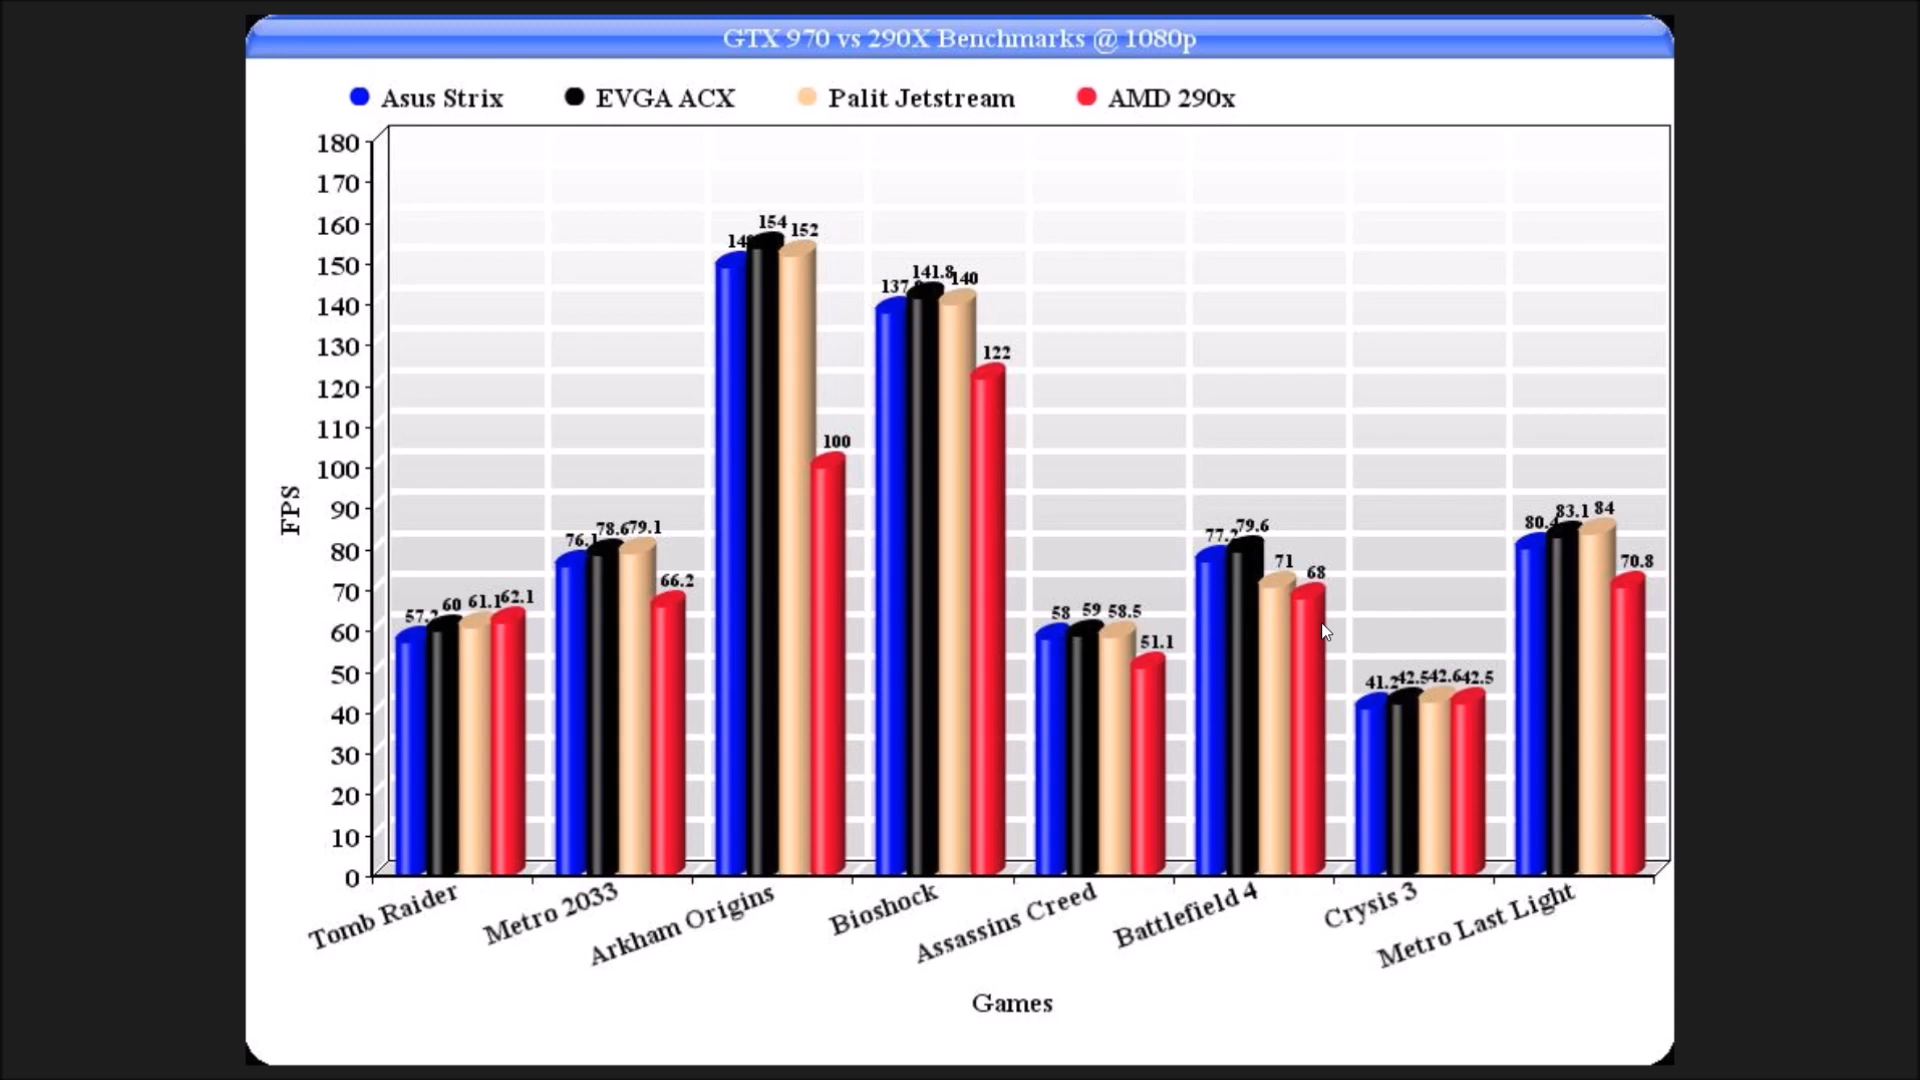 GTX 970 vs 290X Benchmarks @ 1080p
Asus Strix EVGA ACX Palit Jetstream AMD 290x
180
170
160
150
140
130
120
110
100
90
80
70
60
50
40
30
20
10
0
FPS
60 61.1 62.1
78.6 79.1 66.2
154 152 100
141.8 140 122
58 59 58.5 51.1
79.6 71 68
41.2 42.5 42.6 42.5
80.4 83.1 84 70.8
Tomb Raider
Metro 2033
Arkham Origins
Bioshock
Assassins Creed
Battlefield 4
Crysis 3
Metro Last Light
Games